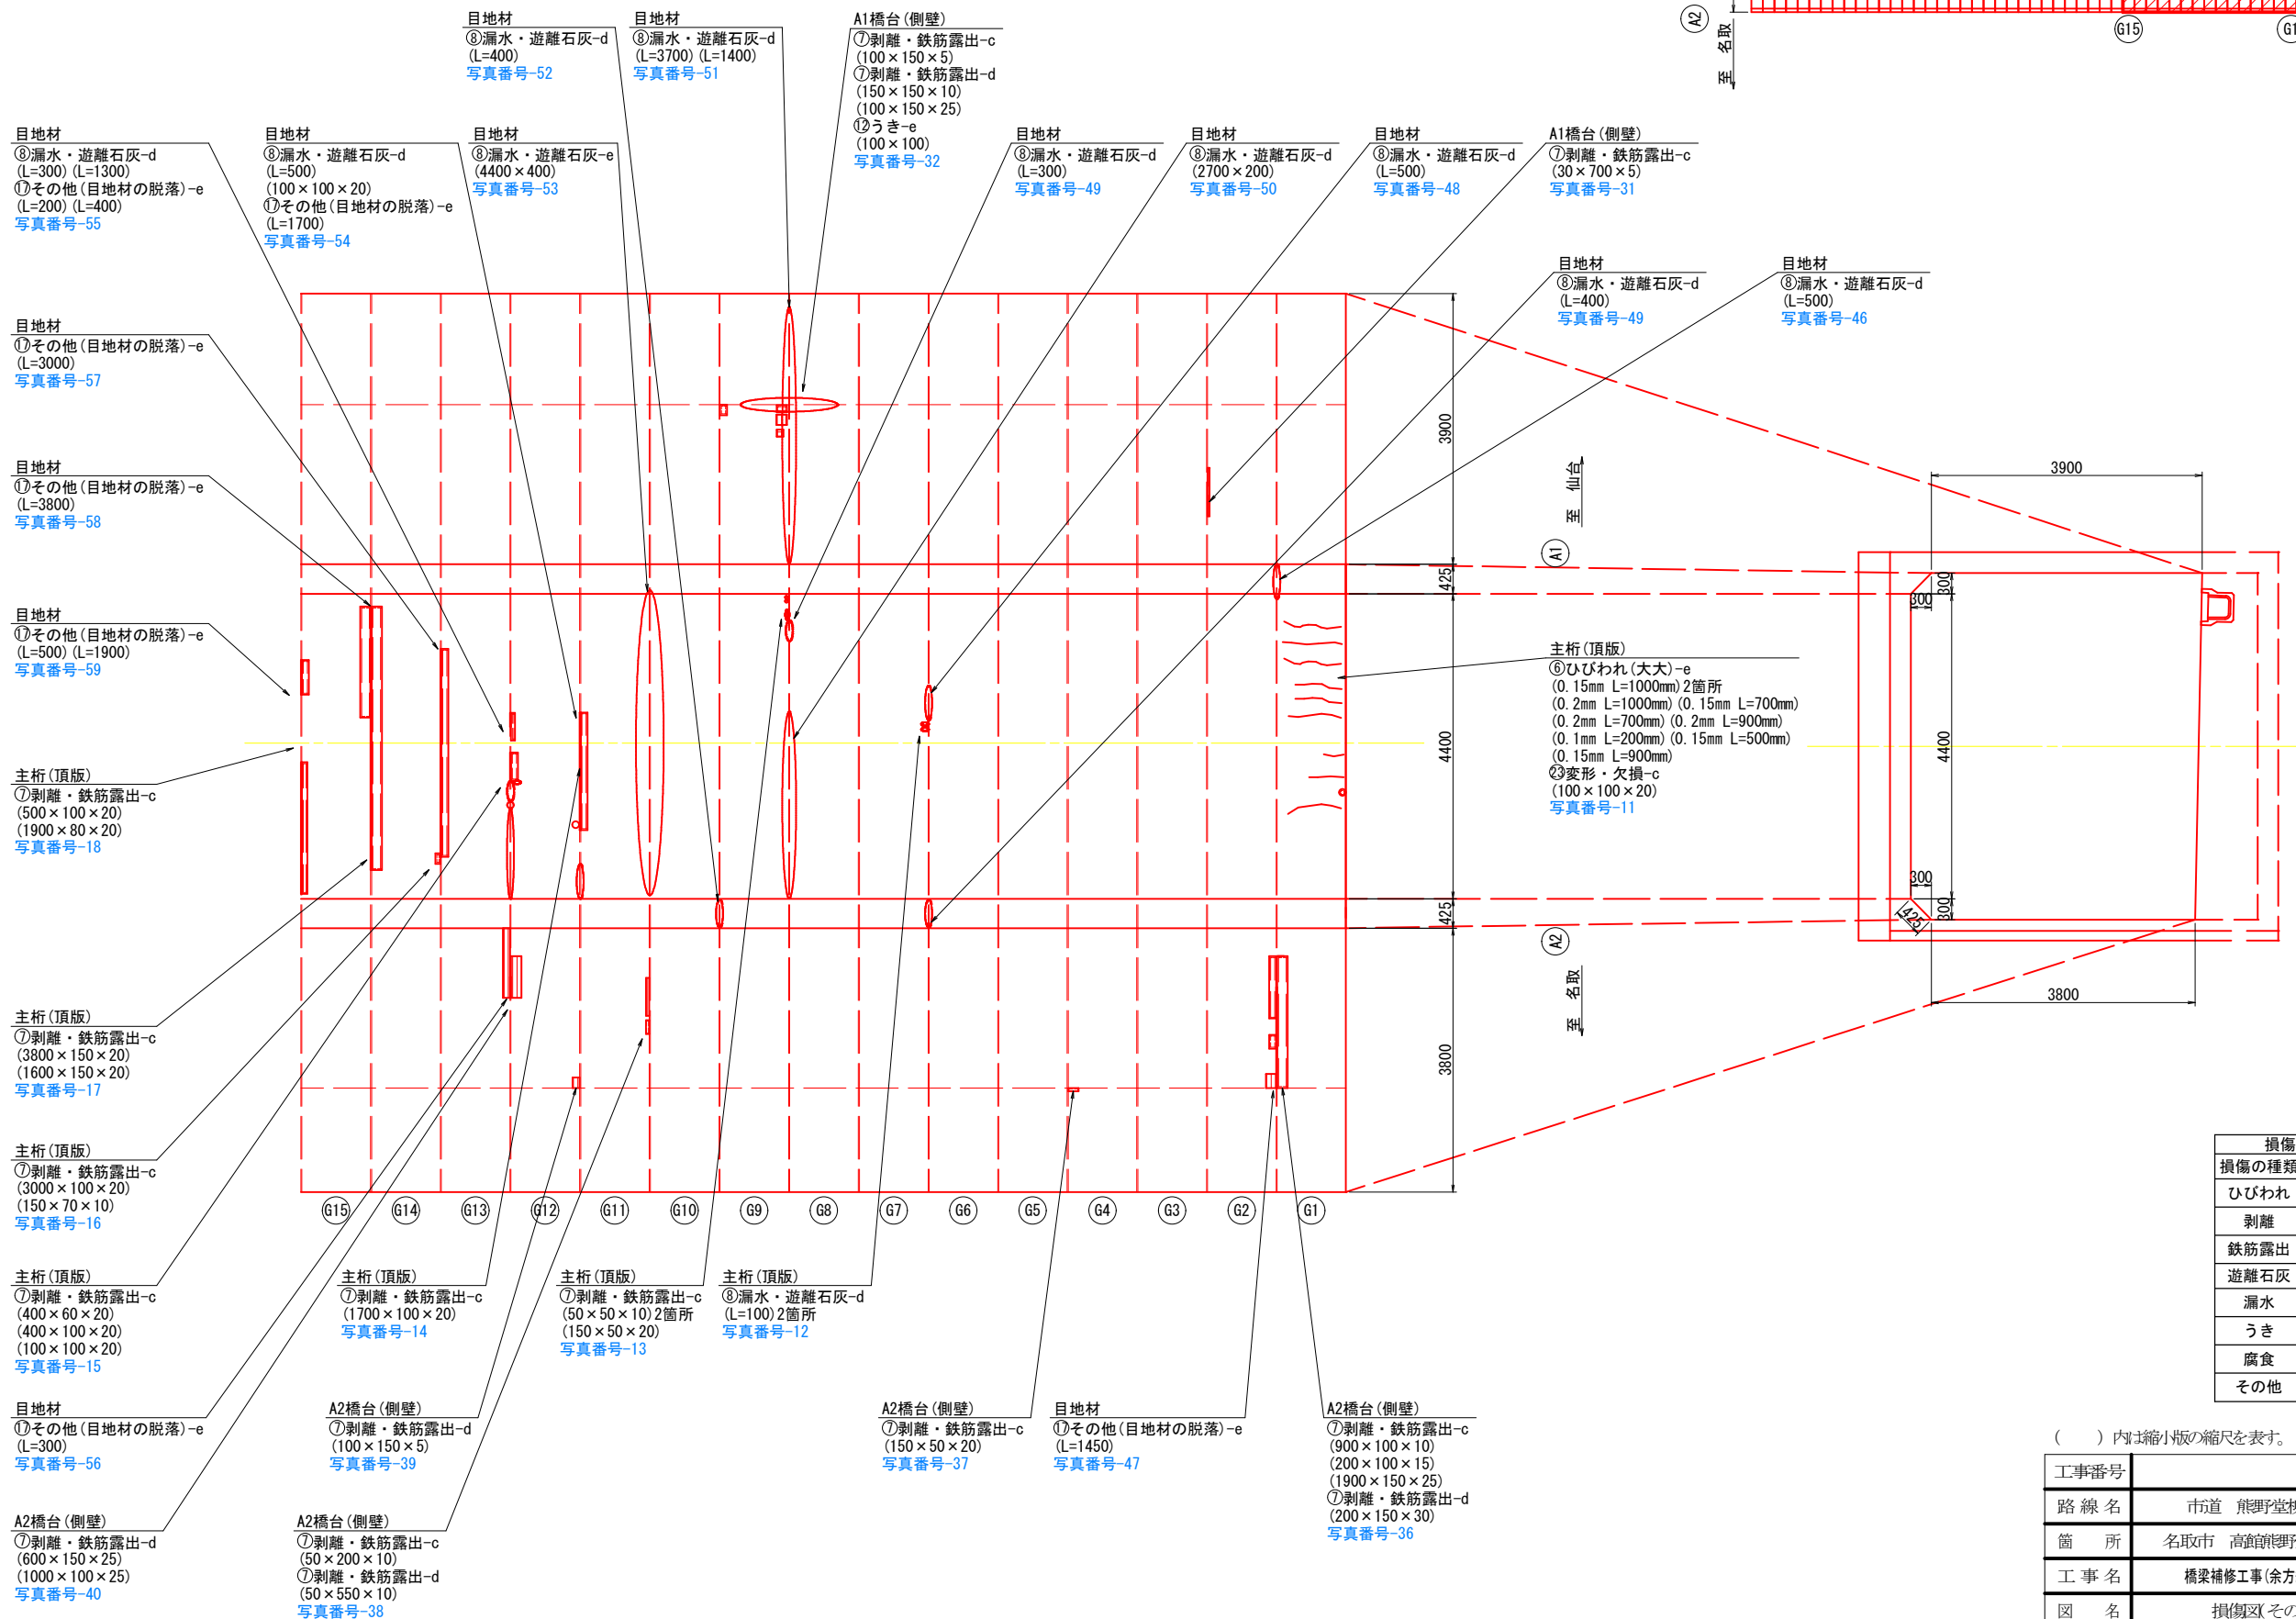 目地材
⑧漏水・遊離石灰-d
(L=400)
写真番号-52
目地材
⑧漏水・遊離石灰-d
(L=3700)(L=1400)
写真番号-51
A1橋台(側壁)
⑦剥離・鉄筋露出-c
(100×150×5)
⑦剥離・鉄筋露出-d
(150×150×10)
(100×150×25)
⑫うき-e
(100×100)
写真番号-32
A2
至 名取
G15
目地材
⑧漏水・遊離石灰-d
(L=300)(L=1300)
⑰その他(目地材の脱落)-e
(L=200)(L=400)
写真番号-55
目地材
⑧漏水・遊離石灰-d
(L=500)
(100×100×20)
⑰その他(目地材の脱落)-e
(L=1700)
写真番号-54
目地材
⑧漏水・遊離石灰-e
(4400×400)
写真番号-53
目地材
⑧漏水・遊離石灰-d
(L=300)
写真番号-49
目地材
⑧漏水・遊離石灰-d
(2700×200)
写真番号-50
目地材
⑧漏水・遊離石灰-d
(L=500)
写真番号-48
A1橋台(側壁)
⑦剥離・鉄筋露出-c
(30×700×5)
写真番号-31
目地材
⑧漏水・遊離石灰-d
(L=400)
写真番号-49
目地材
⑧漏水・遊離石灰-d
(L=500)
写真番号-46
目地材
⑰その他(目地材の脱落)-e
(L=3000)
写真番号-57
目地材
⑰その他(目地材の脱落)-e
(L=3800)
写真番号-58
目地材
⑰その他(目地材の脱落)-e
(L=500)(L=1900)
写真番号-59
主桁(頂版)
⑦剥離・鉄筋露出-c
(500×100×20)
(1900×80×20)
写真番号-18
3900
425
4400
425
3800
至 仙台
A1
主桁(頂版)
⑥ひびわれ(大大)-e
(0.15mm L=1000mm)2箇所
(0.2mm L=1000mm)(0.15mm L=700mm)
(0.2mm L=700mm)(0.2mm L=900mm)
(0.1mm L=200mm)(0.15mm L=500mm)
(0.15mm L=900mm)
㉓変形・欠損-c
(100×100×20)
写真番号-11
A2
至 名取
3900
300
300
4400
300
300
425
3800
主桁(頂版)
⑦剥離・鉄筋露出-c
(3800×150×20)
(1600×150×20)
写真番号-17
主桁(頂版)
⑦剥離・鉄筋露出-c
(3000×100×20)
(150×70×10)
写真番号-16
G15 G14 G13 G12 G11 G10 G9 G8 G7 G6 G5 G4 G3 G2 G1
主桁(頂版)
⑦剥離・鉄筋露出-c
(400×60×20)
(400×100×20)
(100×100×20)
写真番号-15
主桁(頂版)
⑦剥離・鉄筋露出-c
(1700×100×20)
写真番号-14
主桁(頂版)
⑦剥離・鉄筋露出-c
(50×50×10)2箇所
(150×50×20)
写真番号-13
主桁(頂版)
⑧漏水・遊離石灰-d
(L=100)2箇所
写真番号-12
目地材
⑰その他(目地材の脱落)-e
(L=300)
写真番号-56
A2橋台(側壁)
⑦剥離・鉄筋露出-d
(100×150×5)
写真番号-39
A2橋台(側壁)
⑦剥離・鉄筋露出-c
(150×50×20)
写真番号-37
目地材
⑰その他(目地材の脱落)-e
(L=1450)
写真番号-47
A2橋台(側壁)
⑦剥離・鉄筋露出-c
(900×100×10)
(200×100×15)
(1900×150×25)
⑦剥離・鉄筋露出-d
(200×150×30)
写真番号-36
A2橋台(側壁)
⑦剥離・鉄筋露出-d
(600×150×25)
(1000×100×25)
写真番号-40
A2橋台(側壁)
⑦剥離・鉄筋露出-c
(50×200×10)
⑦剥離・鉄筋露出-d
(50×550×10)
写真番号-38
損傷
損傷の種類
ひびわれ
剥離
鉄筋露出
遊離石灰
漏水
うき
腐食
その他
( )内は縮小版の縮尺を表す。
工事番号
路線名 市道 熊野堂
箇所 名取市 高舘熊野
工事名 橋梁補修工事(余方
図名 損傷図(その